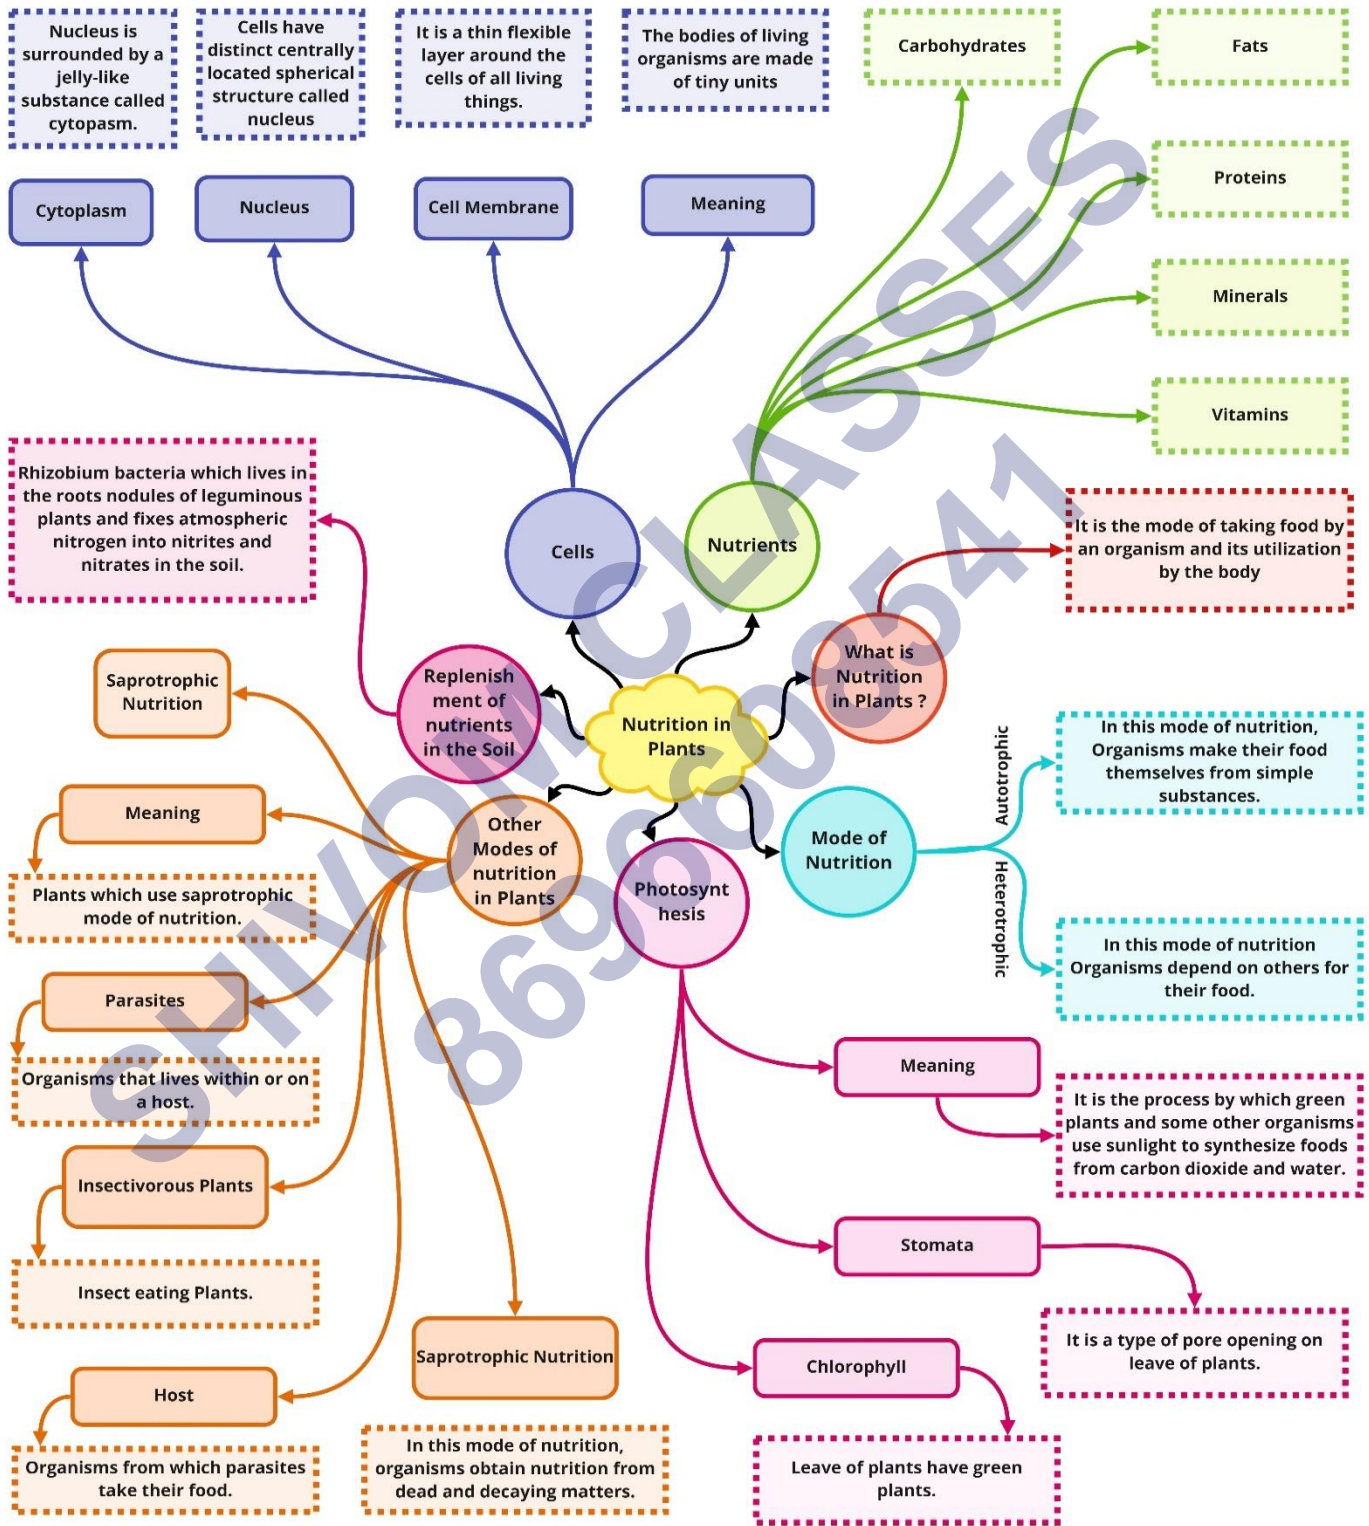 Nucleus is
surrounded by a
jelly-like
substance called
cytopasm.
Cells have
distinct centrally
located spherical
structure called
nucleus
It is a thin flexible
layer around the
cells of all living
things.
The bodies of living
organisms are made
of tiny units
Carbohydrates
Fats
Proteins
Minerals
Vitamins
Cytoplasm
Nucleus
Cell Membrane
Meaning
Cells
Nutrients
Rhizobium bacteria which lives in
the roots nodules of leguminous
plants and fixes atmospheric
nitrogen into nitrites and
nitrates in the soil.
It is the mode of taking food by
an organism and its utilization
by the body
Replenish
ment of
nutrients
in the Soil
Nutrition in
Plants
What is
Nutrition
in Plants ?
Saprotrophic
Nutrition
Meaning
Plants which use saprotrophic
mode of nutrition.
Parasites
Organisms that lives within or on
a host.
Insectivorous Plants
Insect eating Plants.
Host
Organisms from which parasites
take their food.
Other
Modes of
nutrition
in Plants
Saprotrophic Nutrition
In this mode of nutrition,
organisms obtain nutrition from
dead and decaying matters.
Photosynt
hesis
Mode of
Nutrition
Autotrophic
In this mode of nutrition,
Organisms make their food
themselves from simple
substances.
Heterotrophic
In this mode of nutrition
Organisms depend on others for
their food.
Meaning
It is the process by which green
plants and some other organisms
use sunlight to synthesize foods
from carbon dioxide and water.
Stomata
It is a type of pore opening on
leave of plants.
Chlorophyll
Leave of plants have green
plants.
SHIVOM CLASSES
8696608541